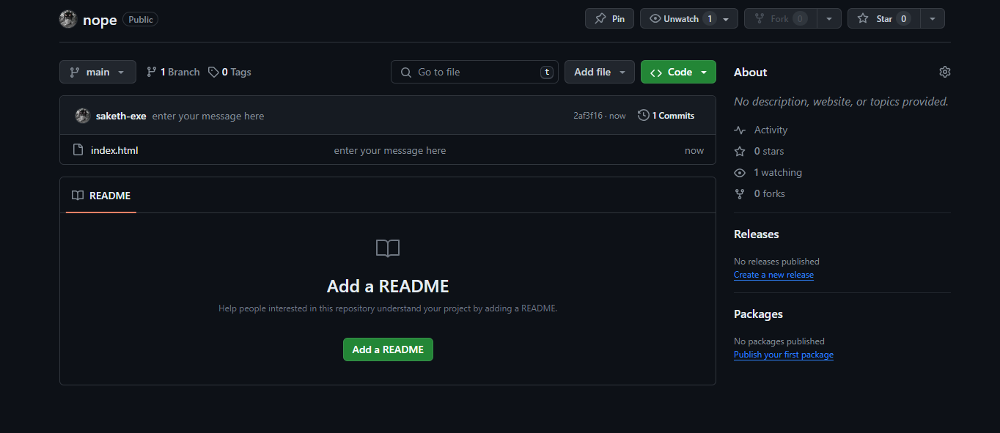 nope Public Pin Unwatch 1 Fork 0 Star 0
main 1 Branch 0 Tags Go to file t Add file Code
saketh-exe enter your message here 2af3f16 · now 1 Commits
index.html enter your message here now
README
Add a README
Help people interested in this repository understand your project by adding a README.
Add a README
About
No description, website, or topics provided.
Activity
0 stars
1 watching
0 forks
Releases
No releases published
Create a new release
Packages
No packages published
Publish your first package